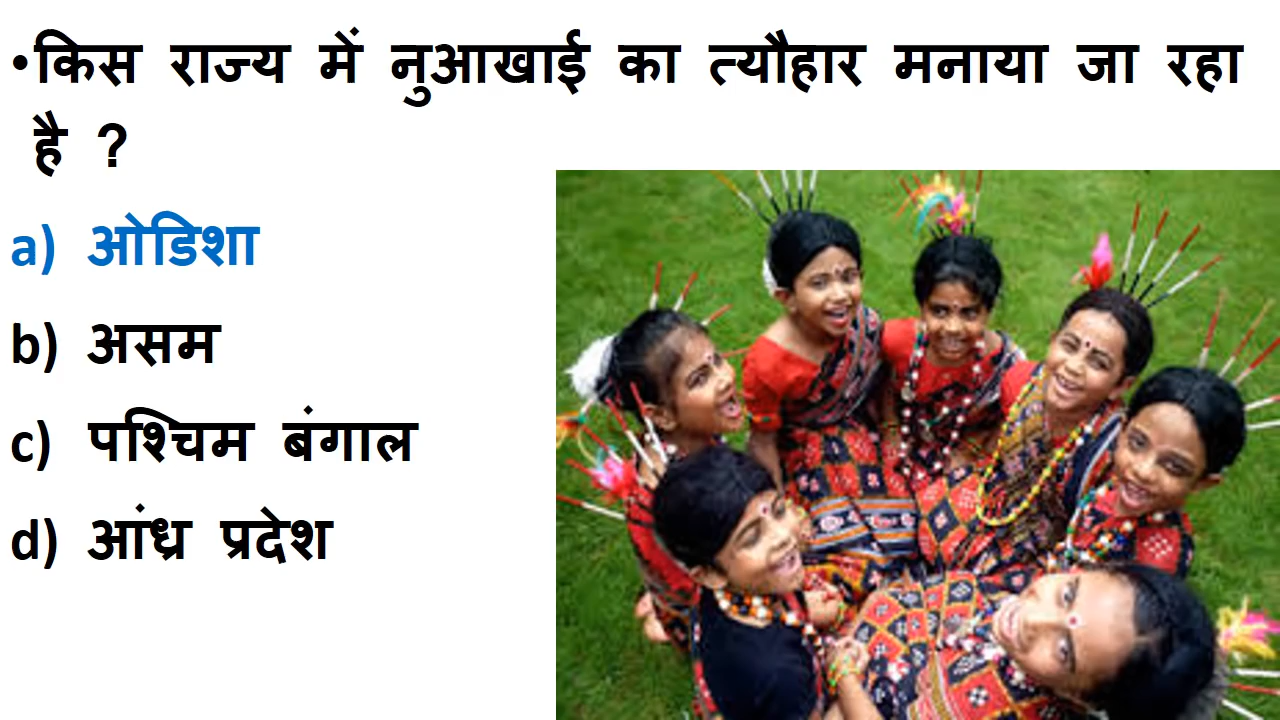 •किस राज्य में नुआखाई का त्यौहार मनाया जा रहा
है ?
a) ओडिशा
b) असम
c) पश्चिम बंगाल
d) आंध्र प्रदेश